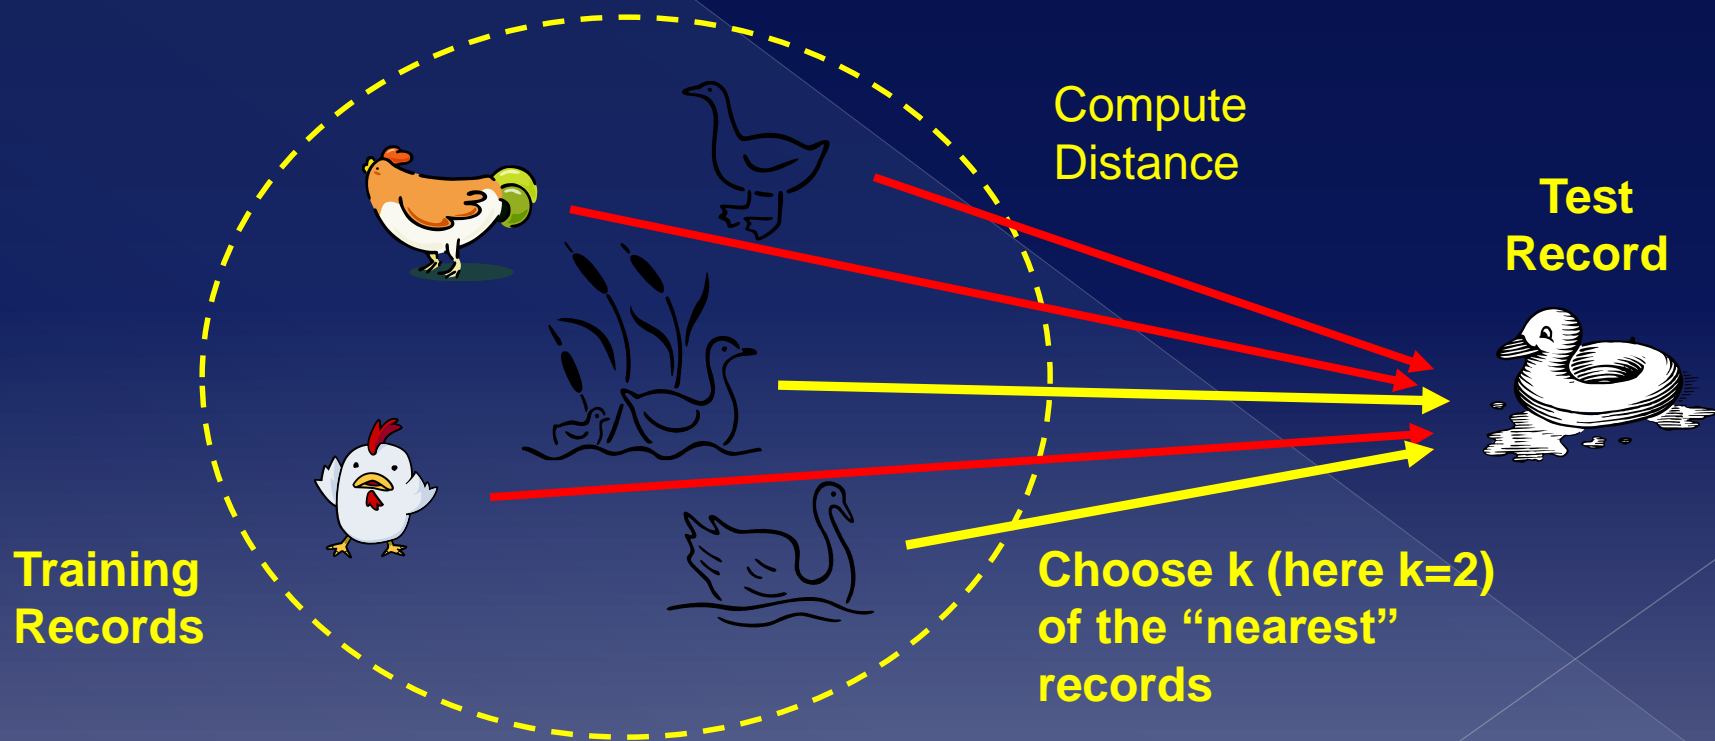 Compute
Distance
Test
Record
Training
Records
Choose k (here k=2)
of the “nearest”
records